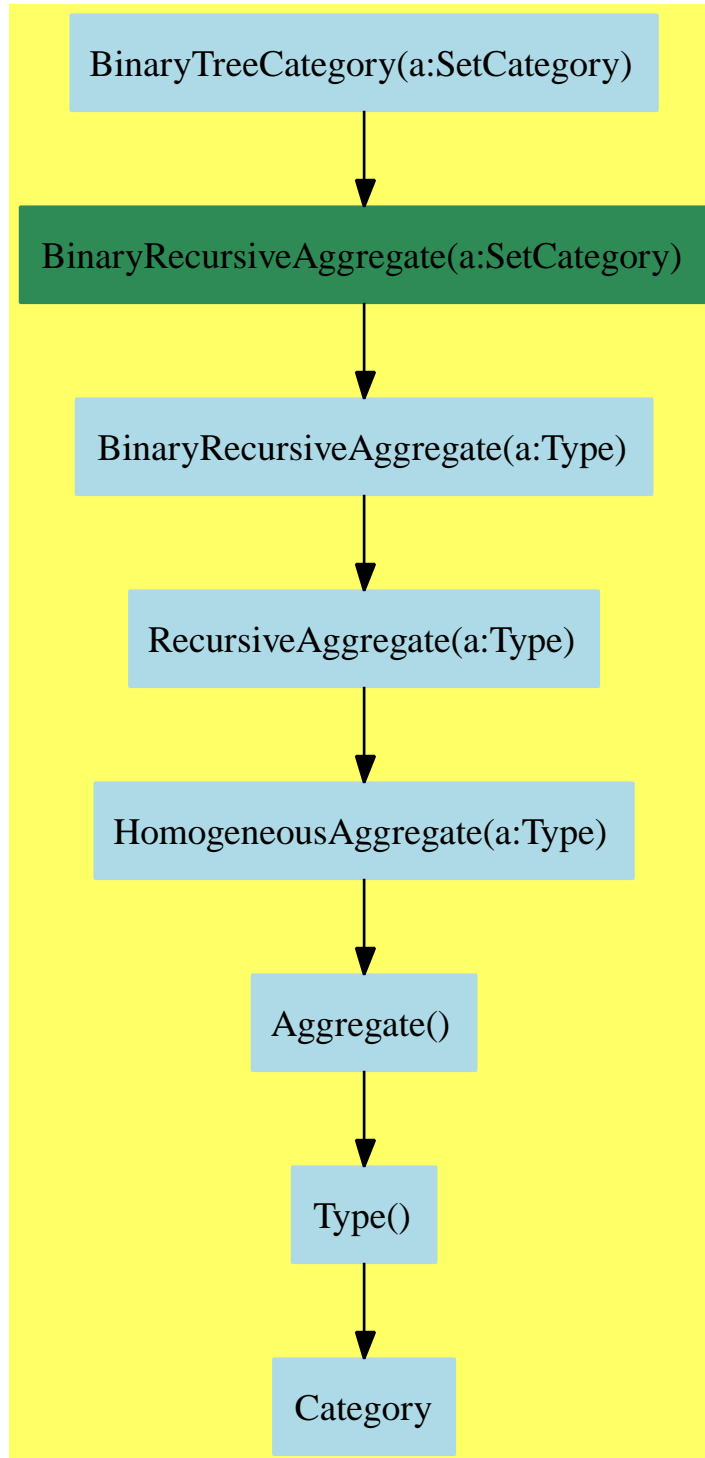 BinaryTreeCategory(a:SetCategory)
BinaryRecursiveAggregate(a:SetCategory)
BinaryRecursiveAggregate(a:Type)
RecursiveAggregate(a:Type)
HomogeneousAggregate(a:Type)
Aggregate()
Type()
Category